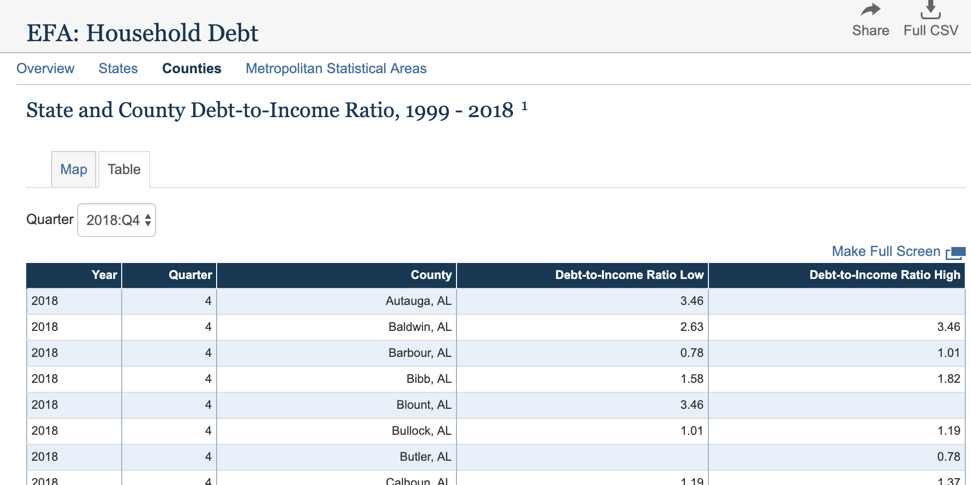 Share Full CSV
EFA: Household Debt
Overview States Counties Metropolitan Statistical Areas
State and County Debt-to-Income Ratio, 1999 - 2018 1
Map Table
Quarter 2018:Q4
Make Full Screen
Year Quarter County Debt-to-Income Ratio Low Debt-to-Income Ratio High
2018 4 Autauga, AL 3.46
2018 4 Baldwin, AL 2.63 3.46
2018 4 Barbour, AL 0.78 1.01
2018 4 Bibb, AL 1.58 1.82
2018 4 Blount, AL 3.46
2018 4 Bullock, AL 1.01 1.19
2018 4 Butler, AL 0.78
2018 4 Calhoun, AL 1.19 1.37